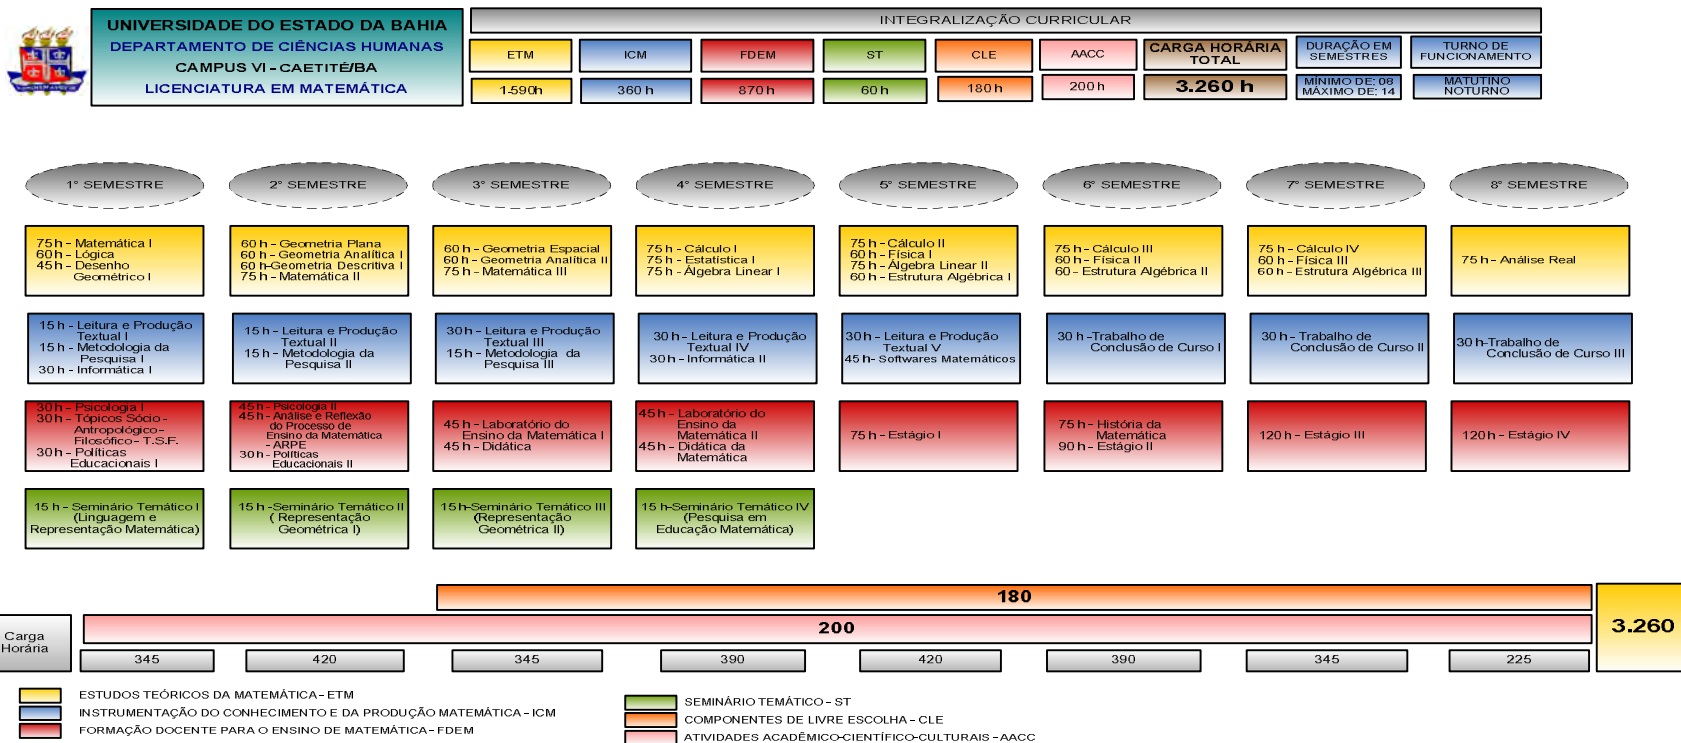 UNIVERSIDADE DO ESTADO DA BAHIA
DEPARTAMENTO DE CIÊNCIAS HUMANAS
CAMPUS VI - CAETITÉ/BA
LICENCIATURA EM MATEMÁTICA
INTEGRALIZAÇÃO CURRICULAR
ETM
ICM
FDEM
ST
CLE
AACC
CARGA HORÁRIA
TOTAL
DURAÇÃO EM
SEMESTRES
TURNO DE
FUNCIONAMENTO
1-590h
360 h
870 h
60 h
180 h
200 h
3.260 h
MÍNIMO DE: 08
MÁXIMO DE: 14
MATUTINO
NOTURNO
1° SEMESTRE
2° SEMESTRE
3° SEMESTRE
4° SEMESTRE
5° SEMESTRE
6° SEMESTRE
7° SEMESTRE
8° SEMESTRE
75 h - Matemática I
60 h - Lógica
45 h - Desenho
Geométrico I
60 h - Geometria Plana
60 h - Geometria Analítica I
60 h-Geometria Descritiva I
75 h - Matemática II
60 h - Geometria Espacial
60 h - Geometria Analítica II
75 h - Matemática III
75 h - Cálculo I
75 h - Estatística I
75 h - Álgebra Linear I
75 h - Cálculo II
60 h - Física I
75 h - Álgebra Linear II
60 h - Estrutura Algébrica I
75 h - Cálculo III
60 h - Física II
60 - Estrutura Algébrica II
75 h - Cálculo IV
60 h - Física III
60 h - Estrutura Algébrica III
75 h - Análise Real
15 h - Leitura e Produção
Textual I
15 h - Metodologia da
Pesquisa I
30 h - Informática I
15 h - Leitura e Produção
Textual II
15 h - Metodologia da
Pesquisa II
30 h - Leitura e Produção
Textual III
15 h - Metodologia da
Pesquisa III
30 h - Leitura e Produção
Textual IV
30 h - Informática II
30 h - Leitura e Produção
Textual V
45 h- Softwares Matemáticos
30 h -Trabalho de
Conclusão de Curso I
30 h - Trabalho de
Conclusão de Curso II
30 h-Trabalho de
Conclusão de Curso III
30 h - Psicologia I
30 h - Tópicos Sócio -
Antropológico -
Filosófico - T.S.F.
30 h - Políticas
Educacionais I
45 h - Psicologia II
45 h - Análise e Reflexão
do Processo de
Ensino da Matemática
- ARPE
30 h - Políticas
Educacionais II
45 h - Laboratório do
Ensino da Matemática I
45 h - Didática
45 h - Laboratório do
Ensino da
Matemática II
45 h - Didática da
Matemática
75 h - Estágio I
75 h - História da
Matemática
90 h - Estágio II
120 h - Estágio III
120 h - Estágio IV
15 h - Seminário Temático I
(Linguagem e
Representação Matemática)
15 h -Seminário Temático II
( Representação
Geométrica I)
15 h-Seminário Temático III
(Representação
Geométrica II)
15 h-Seminário Temático IV
(Pesquisa em
Educação Matemática)
180
200
3.260
Carga
Horária
345
420
345
390
420
390
345
225
ESTUDOS TEÓRICOS DA MATEMÁTICA - ETM
INSTRUMENTAÇÃO DO CONHECIMENTO E DA PRODUÇÃO MATEMÁTICA - ICM
FORMAÇÃO DOCENTE PARA O ENSINO DE MATEMÁTICA - FDEM
SEMINÁRIO TEMÁTICO - ST
COMPONENTES DE LIVRE ESCOLHA - CLE
ATIVIDADES ACADÊMICO-CIENTÍFICO-CULTURAIS - AACC